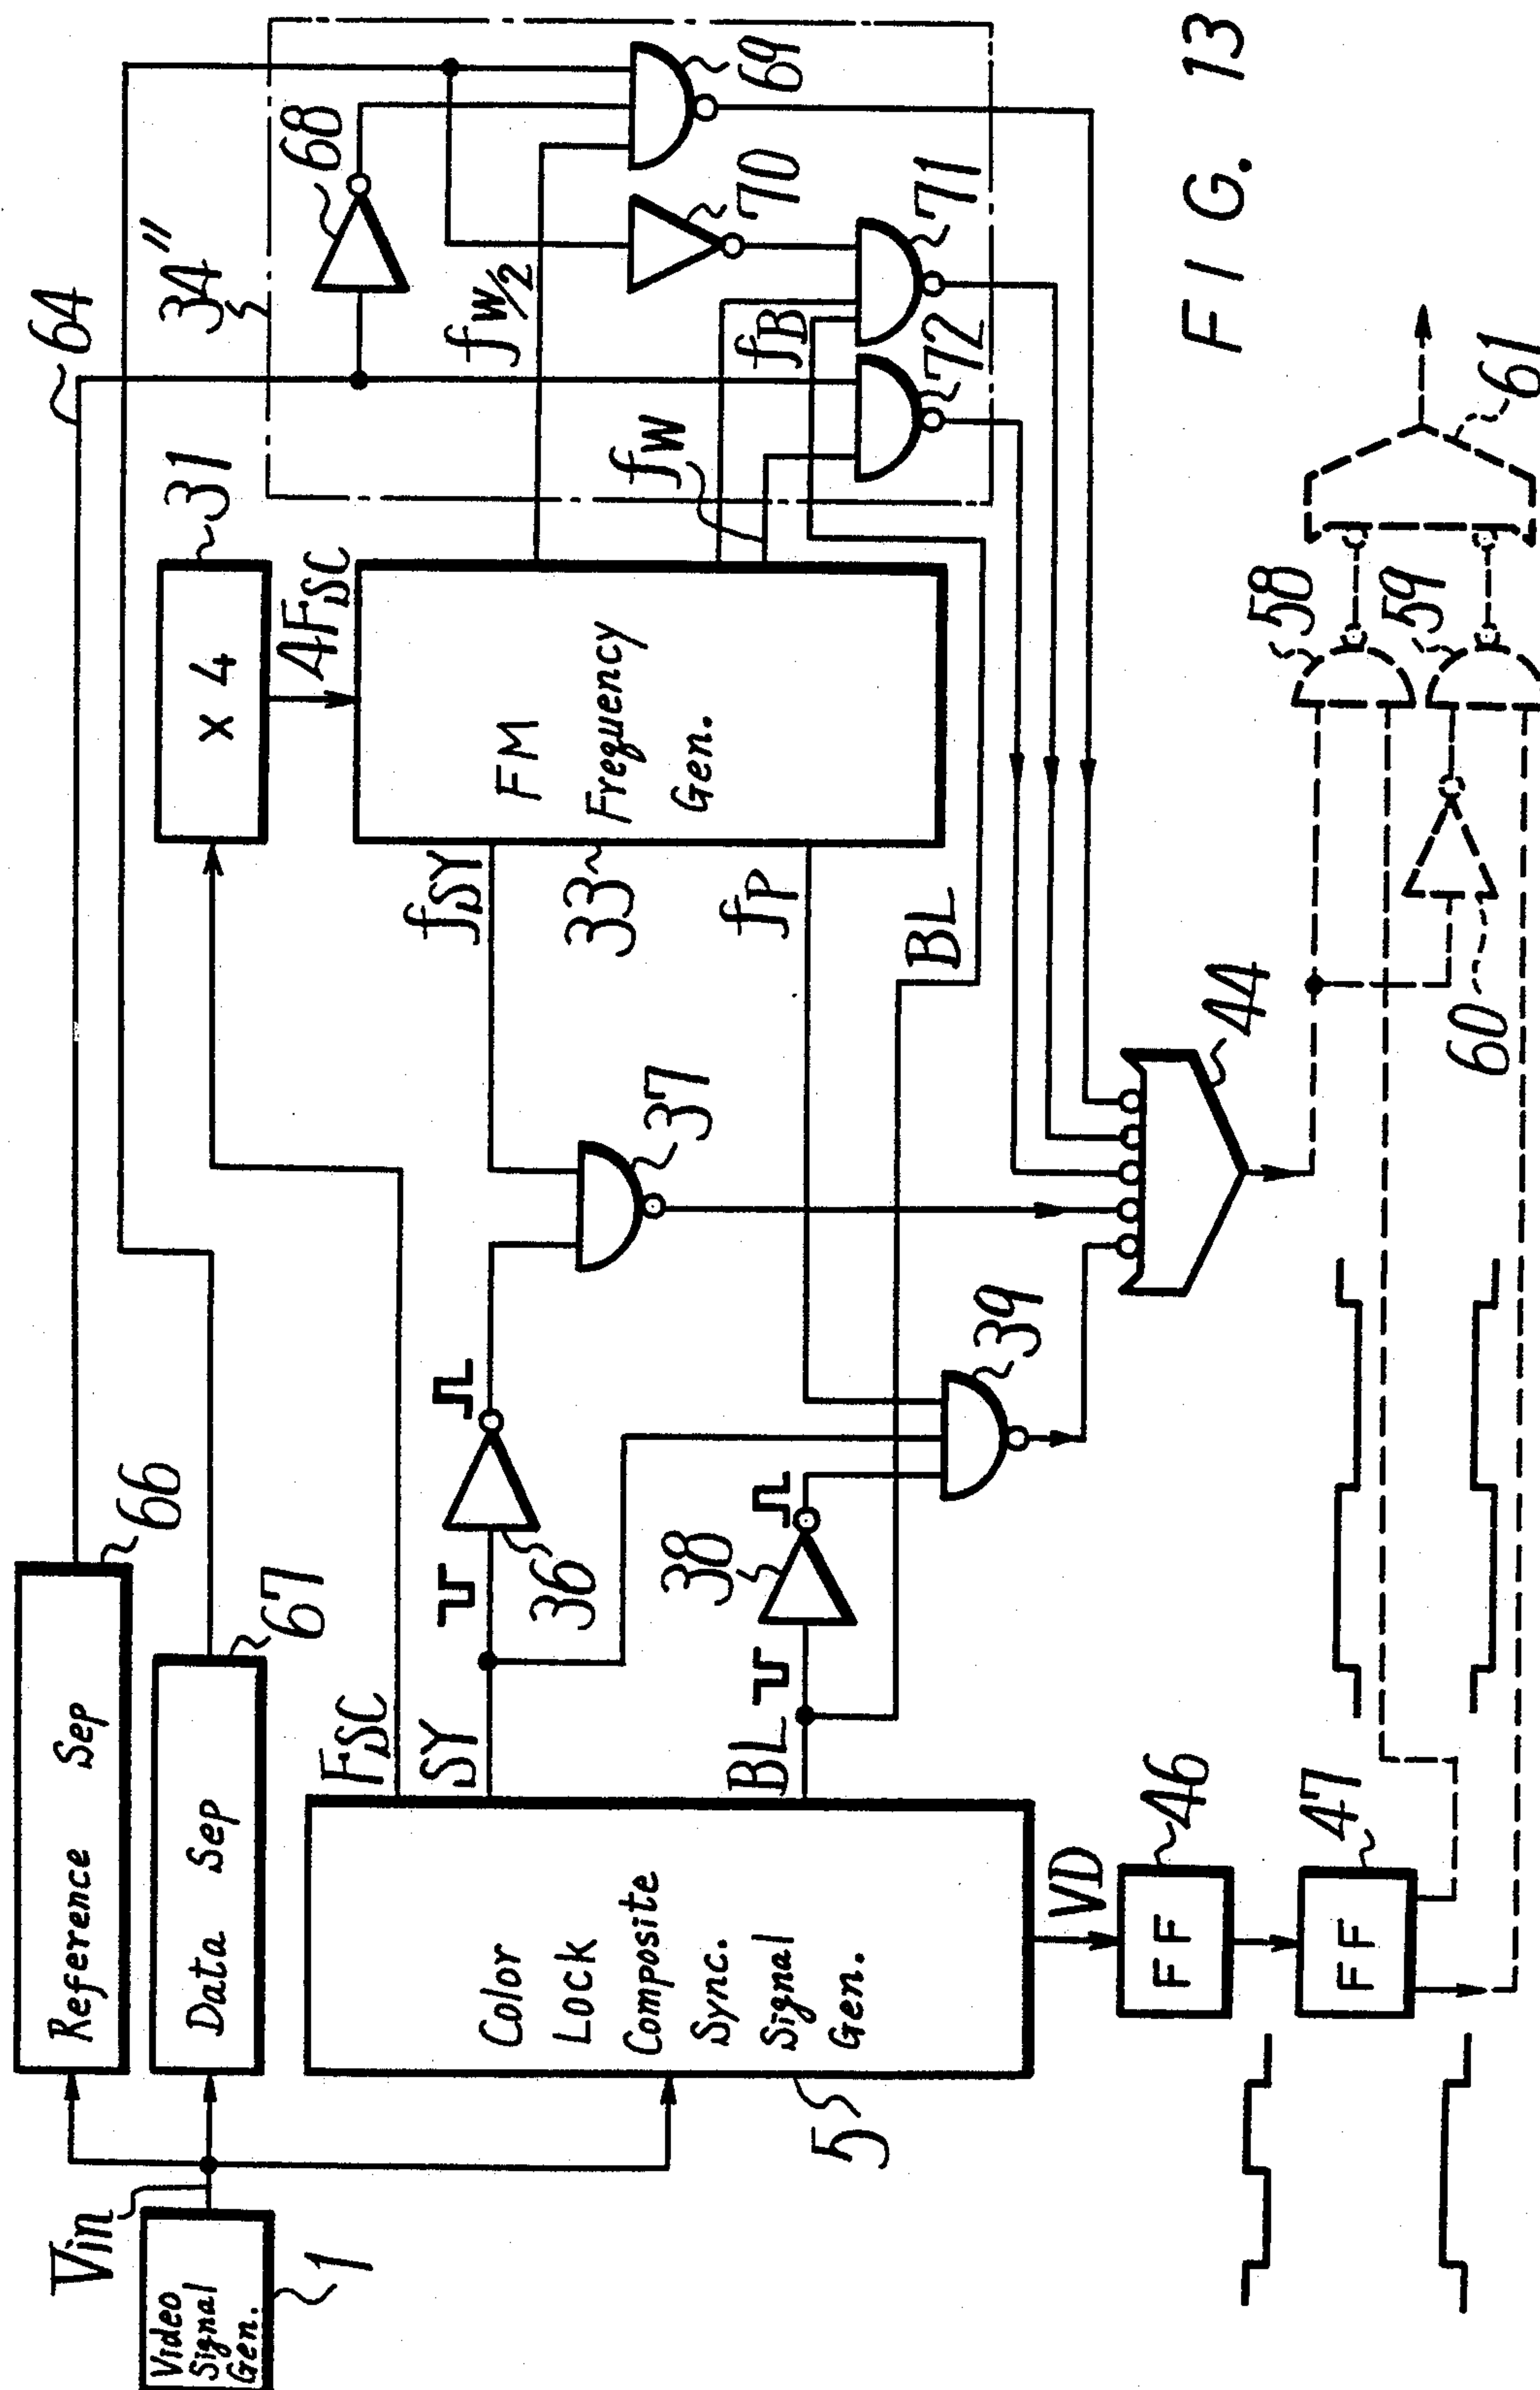 FIG. 13
Video
Signal
Gen.
1
Vin
Reference Sep
66
64
Data Sep
67
Color
Lock
Composite
Sync.
Signal
Gen.
5
FSC
SY
BL
VD
FF
46
FF
47
36
37
38
39
x 4
31
4FSC
FM
Frequency
Gen.
33
fSY
fP
BL
34"
68
69
70
71
72
fW/2
fB
fW
44
58
59
60
61